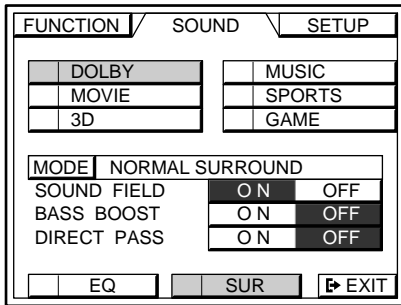 FUNCTION SOUND SETUP
DOLBY MUSIC
MOVIE SPORTS
3D GAME
MODE NORMAL SURROUND
SOUND FIELD ON OFF
BASS BOOST ON OFF
DIRECT PASS ON OFF
EQ SUR EXIT